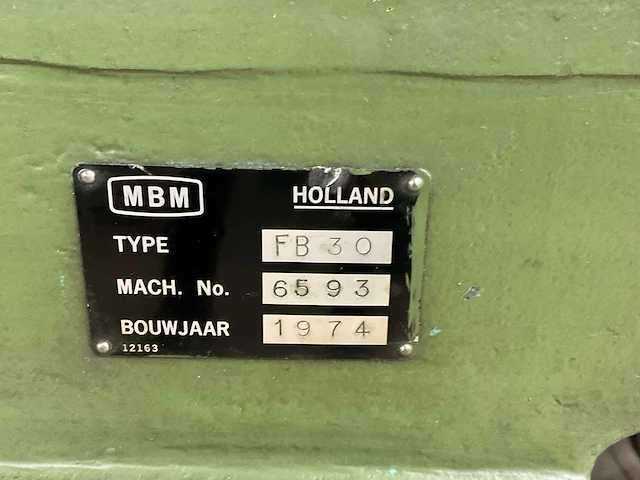 MBM HOLLAND
TYPE FB 30
MACH. No. 6593
BOUWJAAR 1974
12163